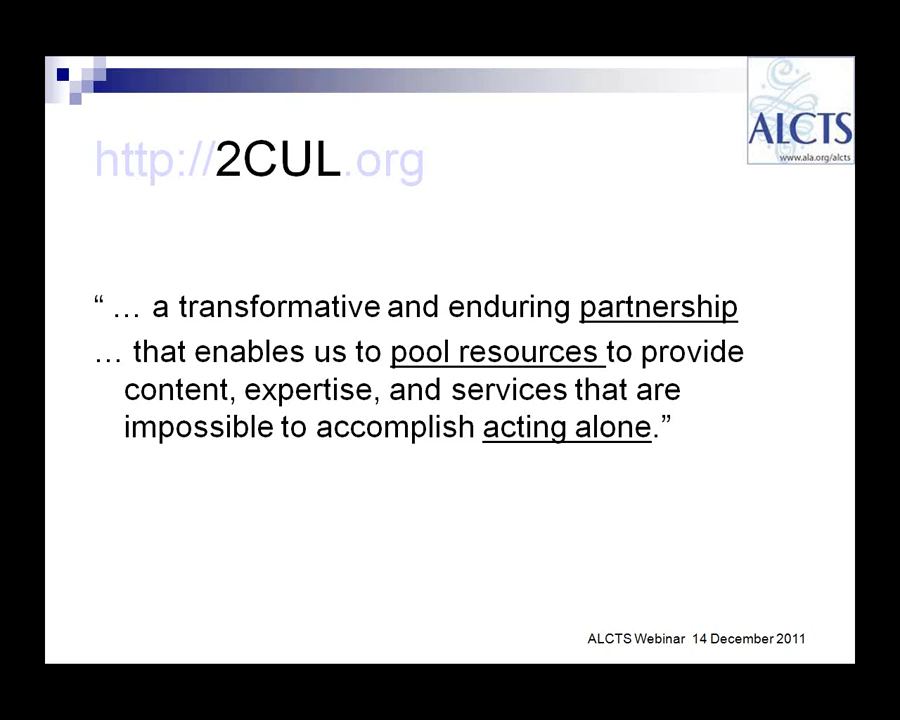 ALCTS
www.ala.org/alcts
http://2CUL.org
“ … a transformative and enduring partnership
… that enables us to pool resources to provide
content, expertise, and services that are
impossible to accomplish acting alone.”
ALCTS Webinar 14 December 2011